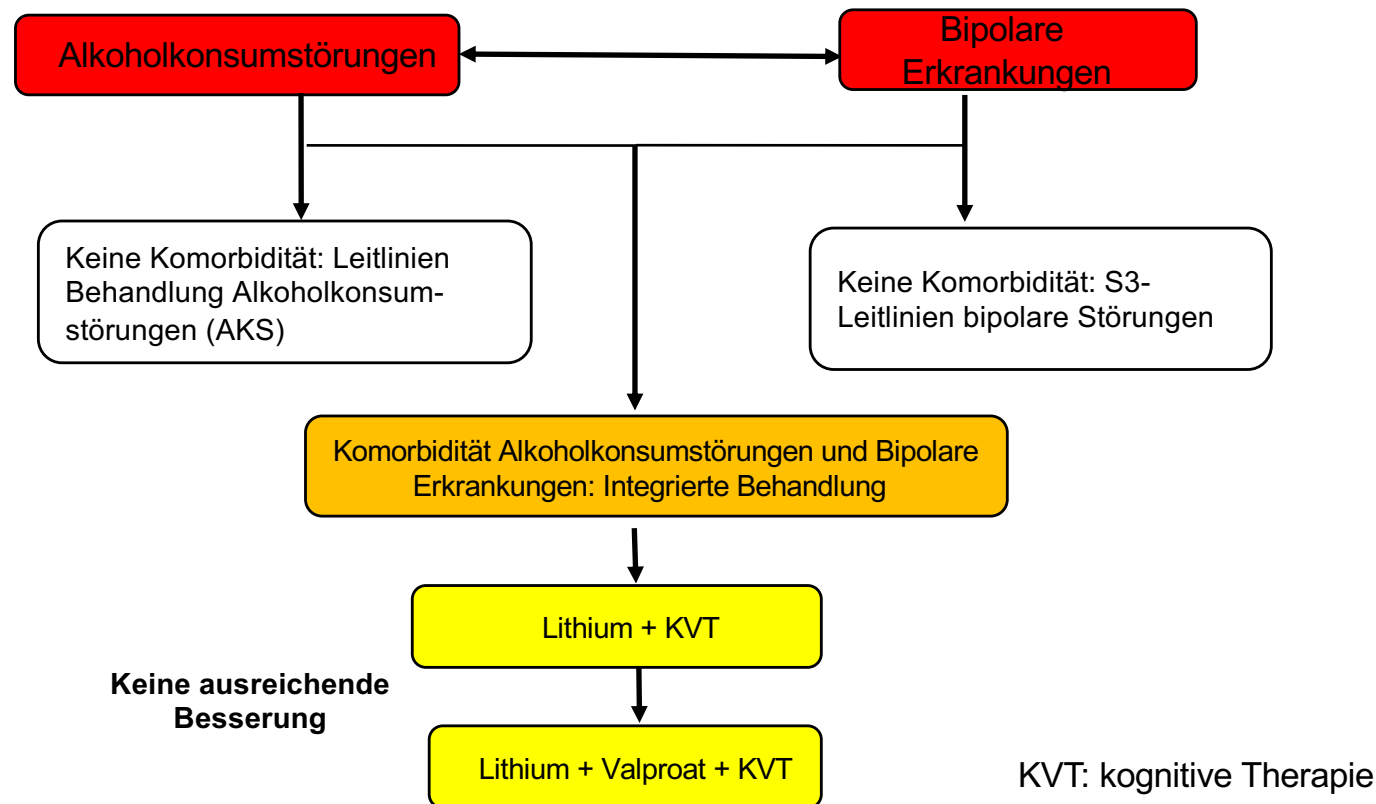 Alkoholkonsumstörungen
Bipolare
Erkrankungen
Keine Komorbidität: Leitlinien
Behandlung Alkoholkonsum-
störungen (AKS)
Keine Komorbidität: S3-
Leitlinien bipolare Störungen
Komorbidität Alkoholkonsumstörungen und Bipolare
Erkrankungen: Integrierte Behandlung
Lithium + KVT
Keine ausreichende
Besserung
Lithium + Valproat + KVT
KVT: kognitive Therapie